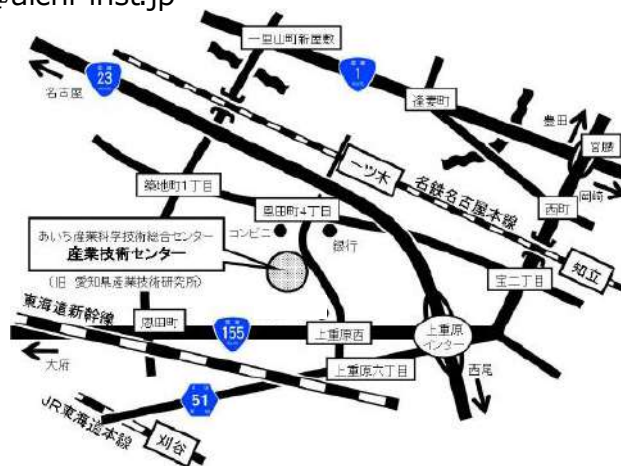 @aichi-inst.jp
一里山町新屋敷
国道
23
国道
1
名古屋
逢妻町
豊田
宮腰
岡崎
一ツ木
名鉄名古屋本線
築地町1丁目
西町
恩田町4丁目
コンビニ
銀行
あいち産業科学技術総合センター
産業技術センター
(旧 愛知県産業技術研究所)
知立
宝二丁目
東海道新幹線
恩田町
155
上重原西
上重原
インター
大府
上重原六丁目
西尾
51
JR東海道本線
刈谷